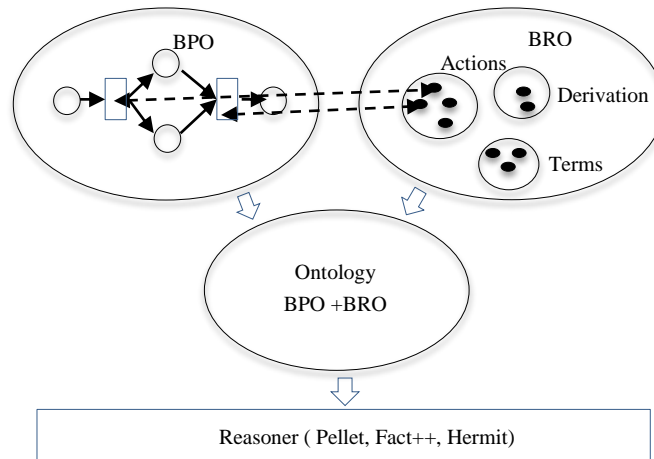 BPO
BRO
Actions
Derivation
Terms
Ontology
BPO +BRO
Reasoner ( Pellet, Fact++, Hermit)